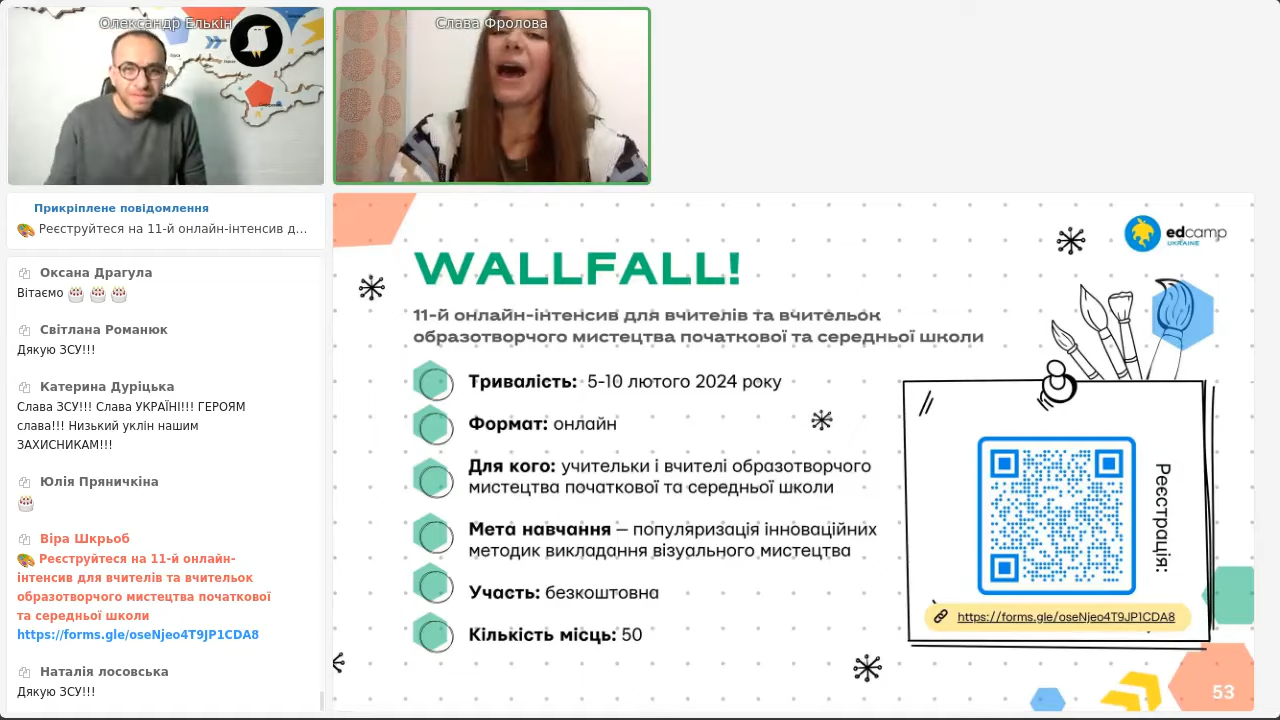 Олександр Елькін
Слава Фролова
Прикріплене повідомлення
🎨 Реєструйтеся на 11-й онлайн-інтенсив д...
Оксана Драгула
Вітаємо 🎂 🎂 🎂
Світлана Романюк
Дякую ЗСУ!!!
Катерина Дуріцька
Слава ЗСУ!!! Слава УКРАЇНІ!!! ГЕРОЯМ
слава!!! Низький уклін нашим
ЗАХИСНИКАМ!!!
Юлія Пряничкіна
🎂
Віра Шкрьоб
🎨 Реєструйтеся на 11-й онлайн-
інтенсив для вчителів та вчительок
образотворчого мистецтва початкової
та середньої школи
https://forms.gle/oseNjeo4T9JP1CDA8
Наталія лосовська
Дякую ЗСУ!!!
edcamp
UKRAINE
WALLFALL!
11-й онлайн-інтенсив для вчителів та вчительок
образотворчого мистецтва початкової та середньої школи
Тривалість: 5-10 лютого 2024 року
Формат: онлайн
Для кого: учительки і вчителі образотворчого
мистецтва початкової та середньої школи
Мета навчання — популяризація інноваційних
методик викладання візуального мистецтва
Участь: безкоштовна
Кількість місць: 50
Реєстрація:
https://forms.gle/oseNjeo4T9JP1CDA8
53